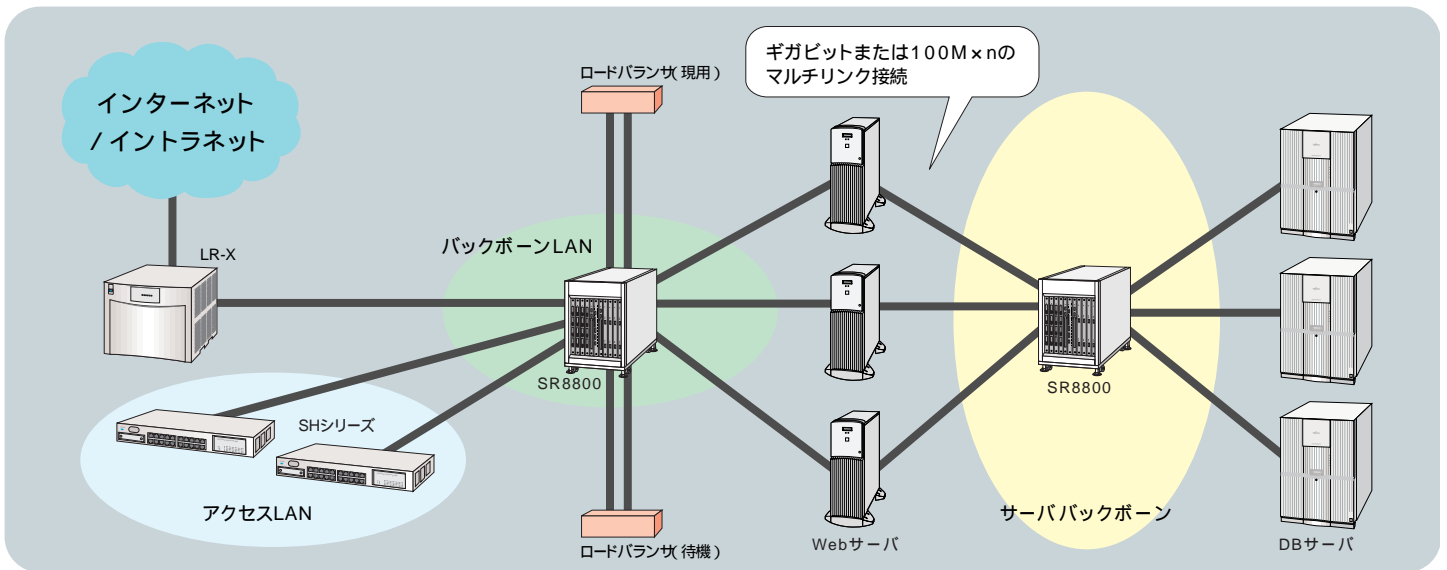 ロードバランサ(現用)
ギガビットまたは100M×nの
マルチリンク接続
インターネット
/イントラネット
バックボーンLAN
LR-X
SR8800
SR8800
SHシリーズ
アクセスLAN
サーババックボーン
ロードバランサ(待機)
Webサーバ
DBサーバ